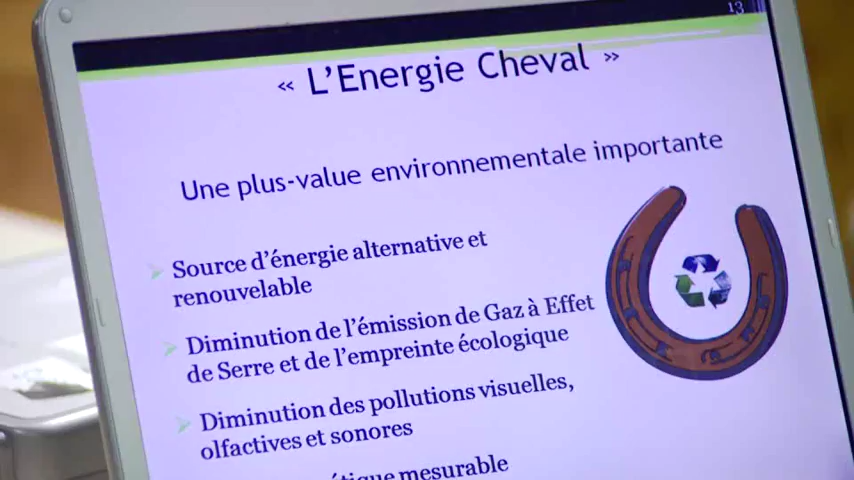 13
« L’Energie Cheval »
Une plus-value environnementale importante
Source d’énergie alternative et
renouvelable
Diminution de l’émission de Gaz à Effet
de Serre et de l’empreinte écologique
Diminution des pollutions visuelles,
olfactives et sonores
mesurable